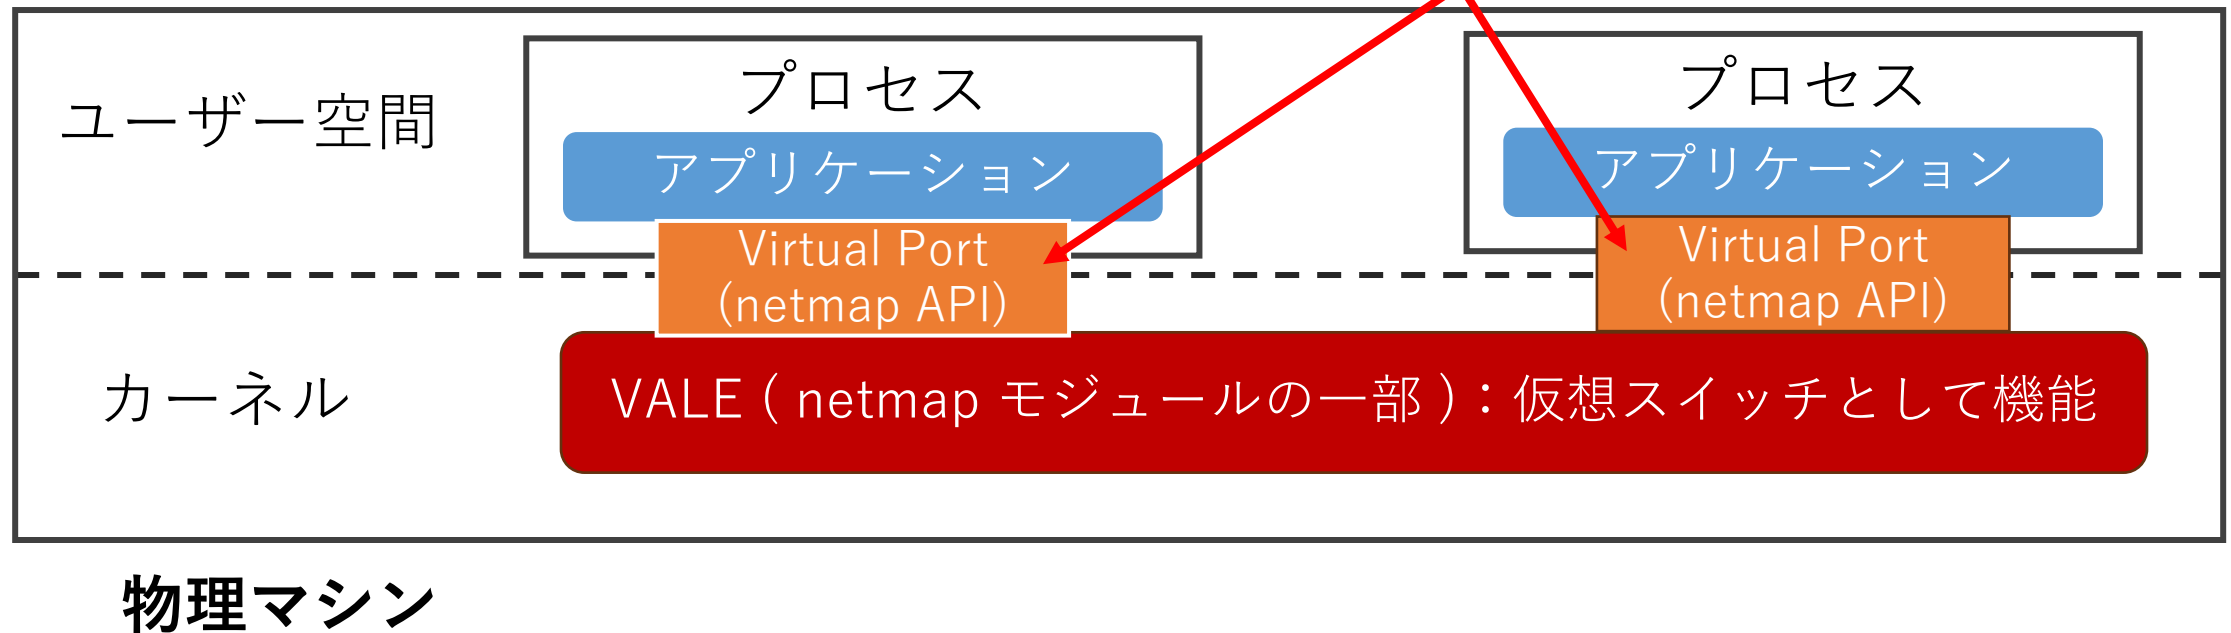 ユーザー空間
プロセス
アプリケーション
Virtual Port
(netmap API)
プロセス
アプリケーション
Virtual Port
(netmap API)
カーネル
VALE ( netmap モジュールの一部 )：仮想スイッチとして機能
物理マシン